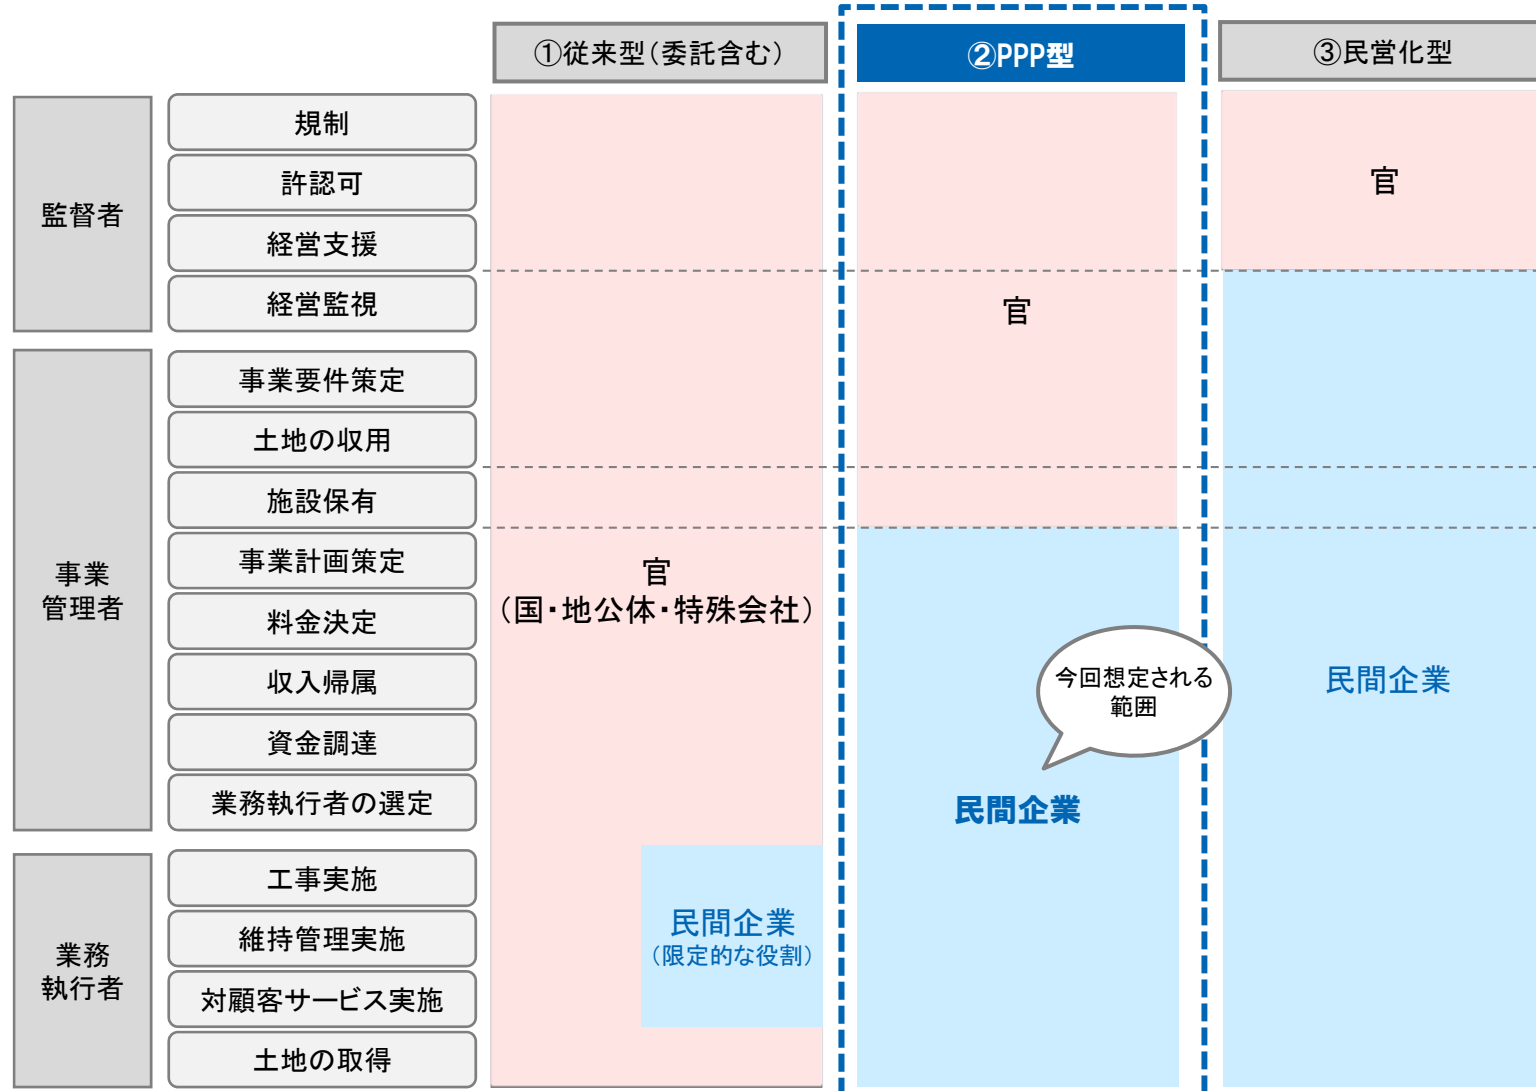 ①従来型（委託含む）
②PPP型
③民営化型
監督者
規制
許認可
経営支援
経営監視
事業
管理者
事業要件策定
土地の収用
施設保有
事業計画策定
料金決定
収入帰属
資金調達
業務執行者の選定
業務
執行者
工事実施
維持管理実施
対顧客サービス実施
土地の取得
官
（国・地公体・特殊会社）
民間企業
（限定的な役割）
官
今回想定される
範囲
民間企業
官
民間企業